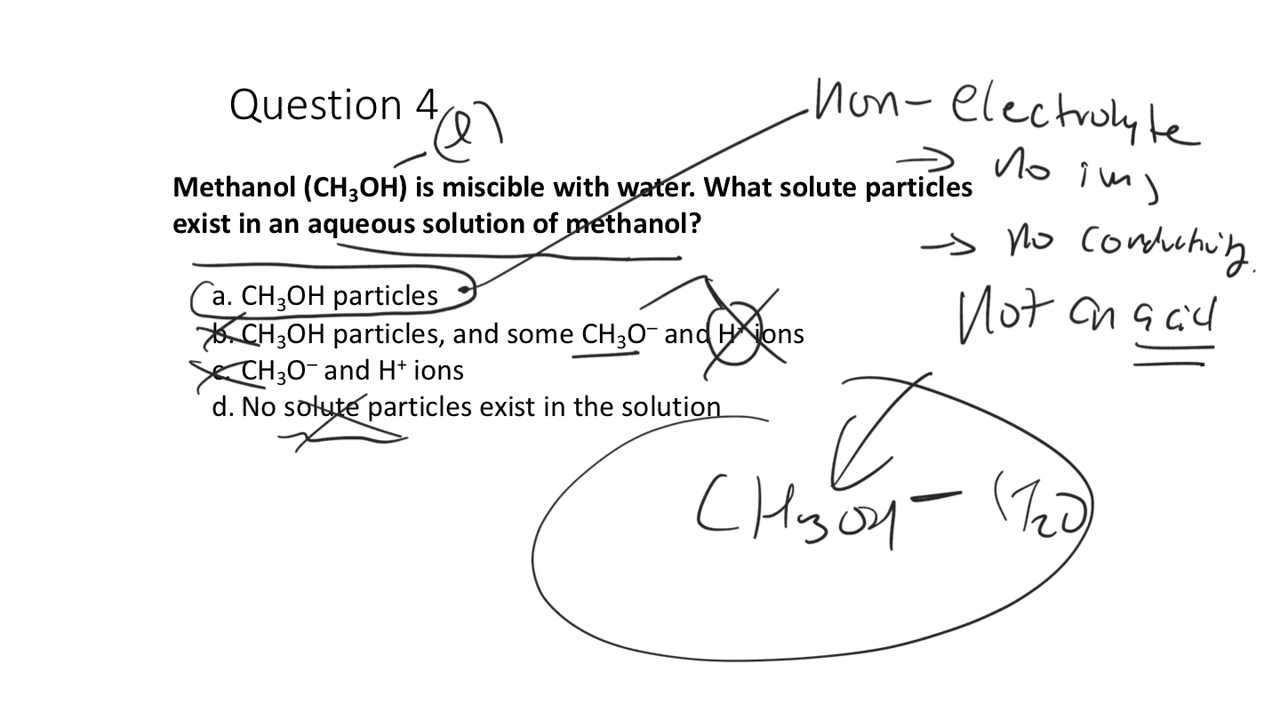 Question 4
(l)
Methanol (CH₃OH) is miscible with water. What solute particles
exist in an aqueous solution of methanol?
a. CH₃OH particles
b. CH₃OH particles, and some CH₃O⁻ and H⁺ ions
c. CH₃O⁻ and H⁺ ions
d. No solute particles exist in the solution
Non-electrolyte
→ No ions
→ No conductivity.
Not an acid
CH₃OH — H₂O